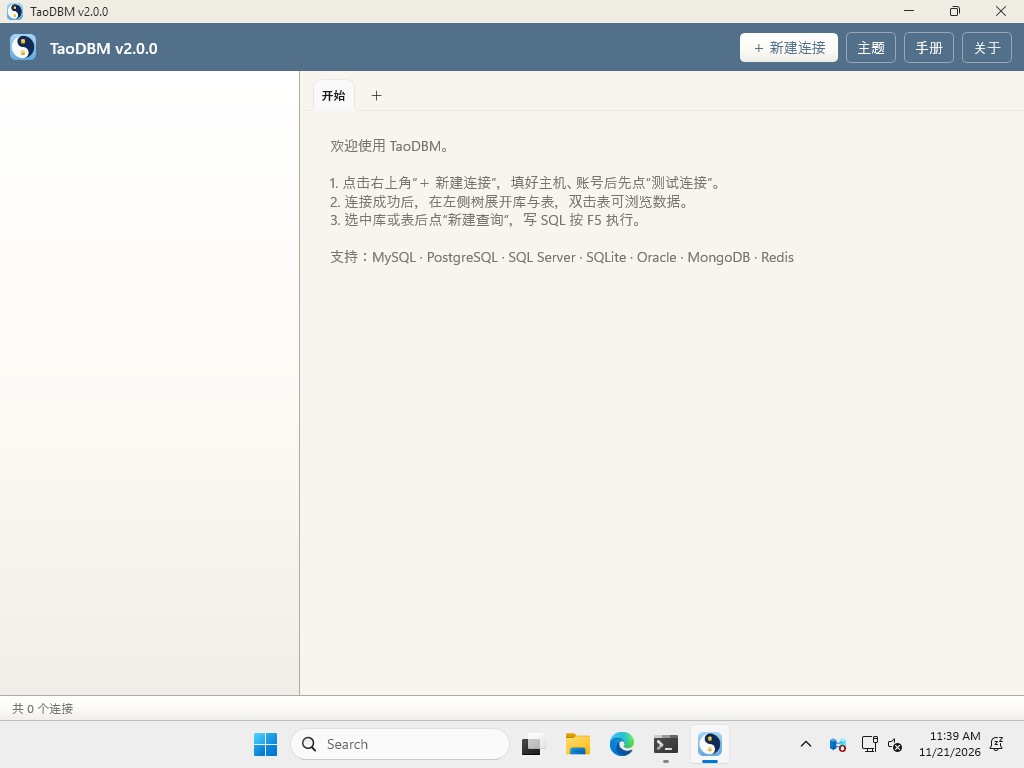 TaoDBM v2.0.0
TaoDBM v2.0.0
＋ 新建连接
主题
手册
关于
开始
＋
欢迎使用 TaoDBM。
1. 点击右上角“＋ 新建连接”，填好主机、账号后先点“测试连接”。
2. 连接成功后，在左侧树展开库与表，双击表可浏览数据。
3. 选中库或表后点“新建查询”，写 SQL 按 F5 执行。
支持：MySQL · PostgreSQL · SQL Server · SQLite · Oracle · MongoDB · Redis
共 0 个连接
Search
11:39 AM
11/21/2026